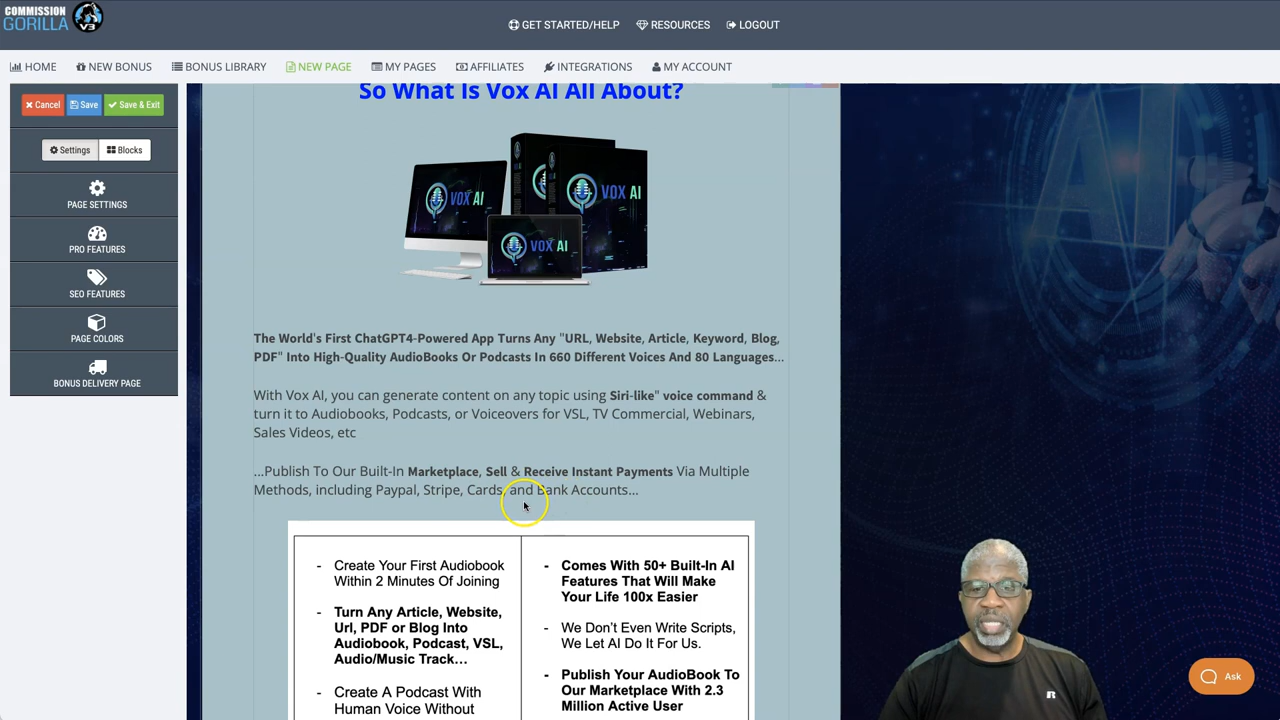 COMMISSION
GORILLA
V3
GET STARTED/HELP
RESOURCES
LOGOUT
HOME
NEW BONUS
BONUS LIBRARY
NEW PAGE
MY PAGES
AFFILIATES
INTEGRATIONS
MY ACCOUNT
Cancel
Save
Save & Exit
Settings
Blocks
PAGE SETTINGS
PRO FEATURES
SEO FEATURES
PAGE COLORS
BONUS DELIVERY PAGE
So What Is Vox AI All About?
VOX AI
VOX AI
VOX AI
The World's First ChatGPT4-Powered App Turns Any "URL, Website, Article, Keyword, Blog,
PDF" Into High-Quality AudioBooks Or Podcasts In 660 Different Voices And 80 Languages...
With Vox AI, you can generate content on any topic using Siri-like" voice command &
turn it to Audiobooks, Podcasts, or Voiceovers for VSL, TV Commercial, Webinars,
Sales Videos, etc
...Publish To Our Built-In Marketplace, Sell & Receive Instant Payments Via Multiple
Methods, including Paypal, Stripe, Cards, and Bank Accounts...
- Create Your First Audiobook
Within 2 Minutes Of Joining
- Turn Any Article, Website,
Url, PDF or Blog Into
Audiobook, Podcast, VSL,
Audio/Music Track...
- Create A Podcast With
Human Voice Without
- Comes With 50+ Built-In AI
Features That Will Make
Your Life 100x Easier
- We Don't Even Write Scripts,
We Let AI Do It For Us.
- Publish Your AudioBook To
Our Marketplace With 2.3
Million Active User
AI
R
Ask